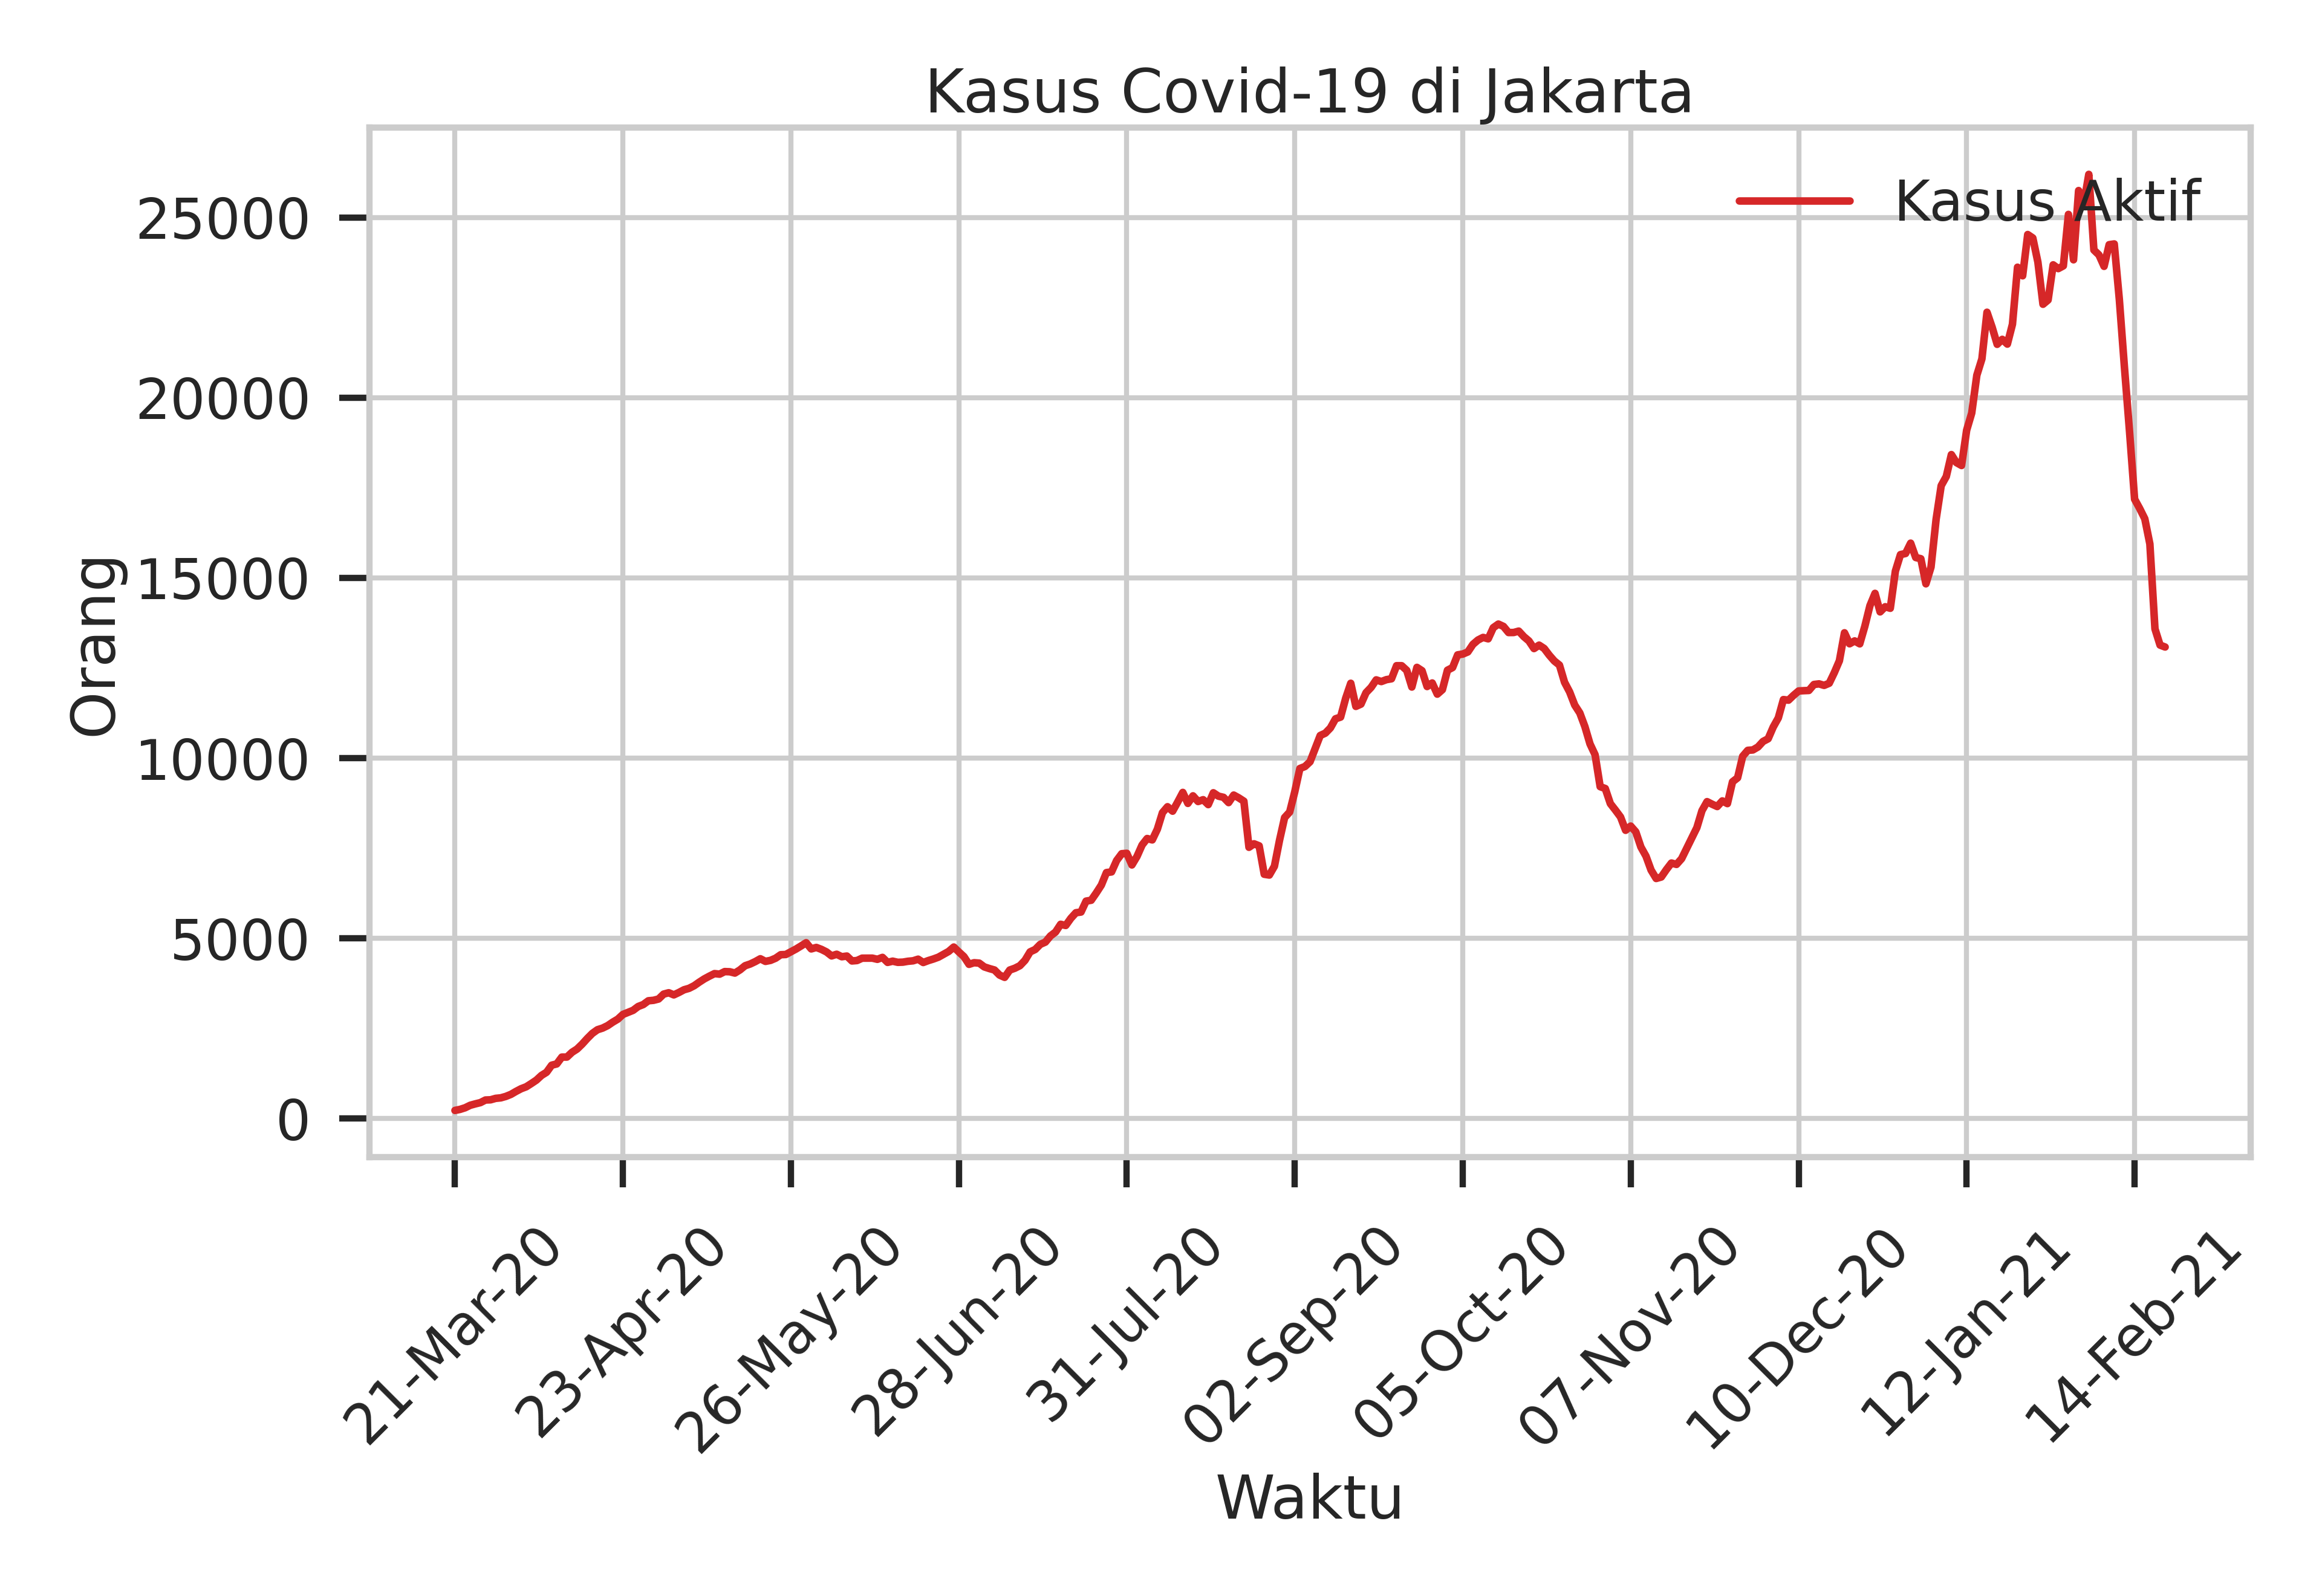 Kasus Covid-19 di Jakarta
Kasus Aktif
25000
20000
15000
10000
5000
0
Orang
21-Mar-20
23-Apr-20
26-May-20
28-Jun-20
31-Jul-20
02-Sep-20
05-Oct-20
07-Nov-20
10-Dec-20
12-Jan-21
14-Feb-21
Waktu